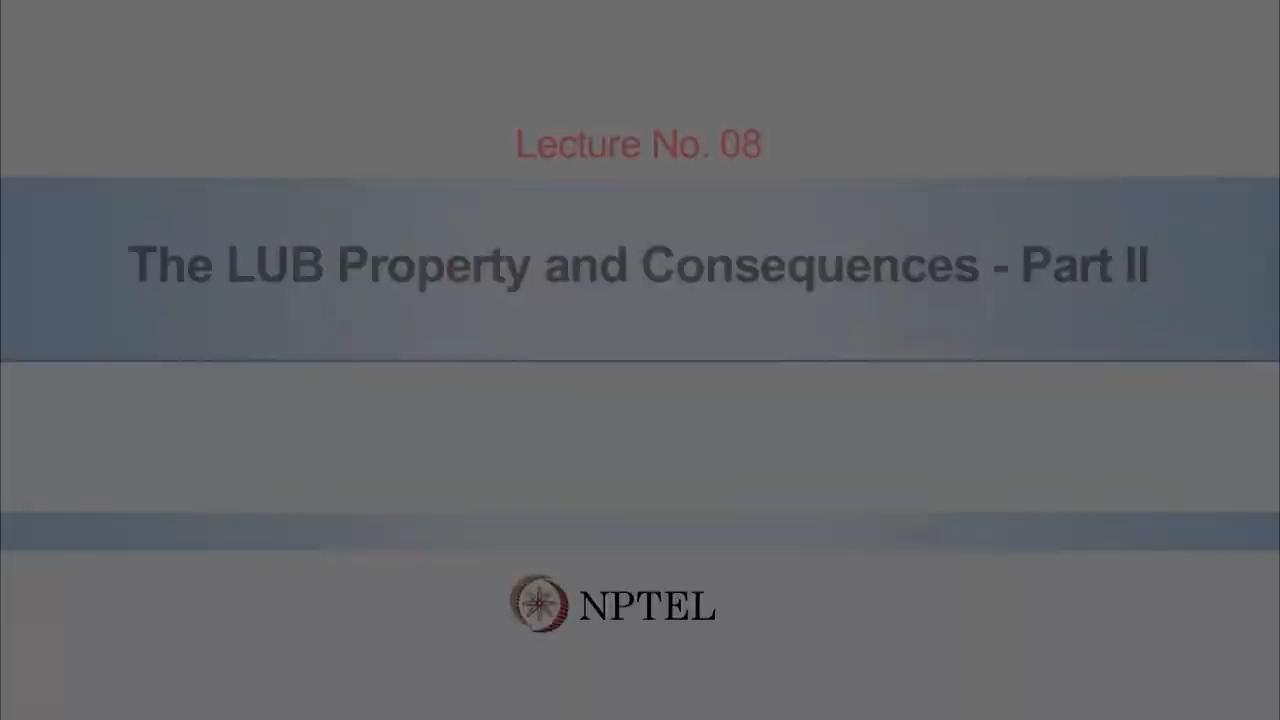 Lecture No. 08
The LUB Property and Consequences - Part II
NPTEL